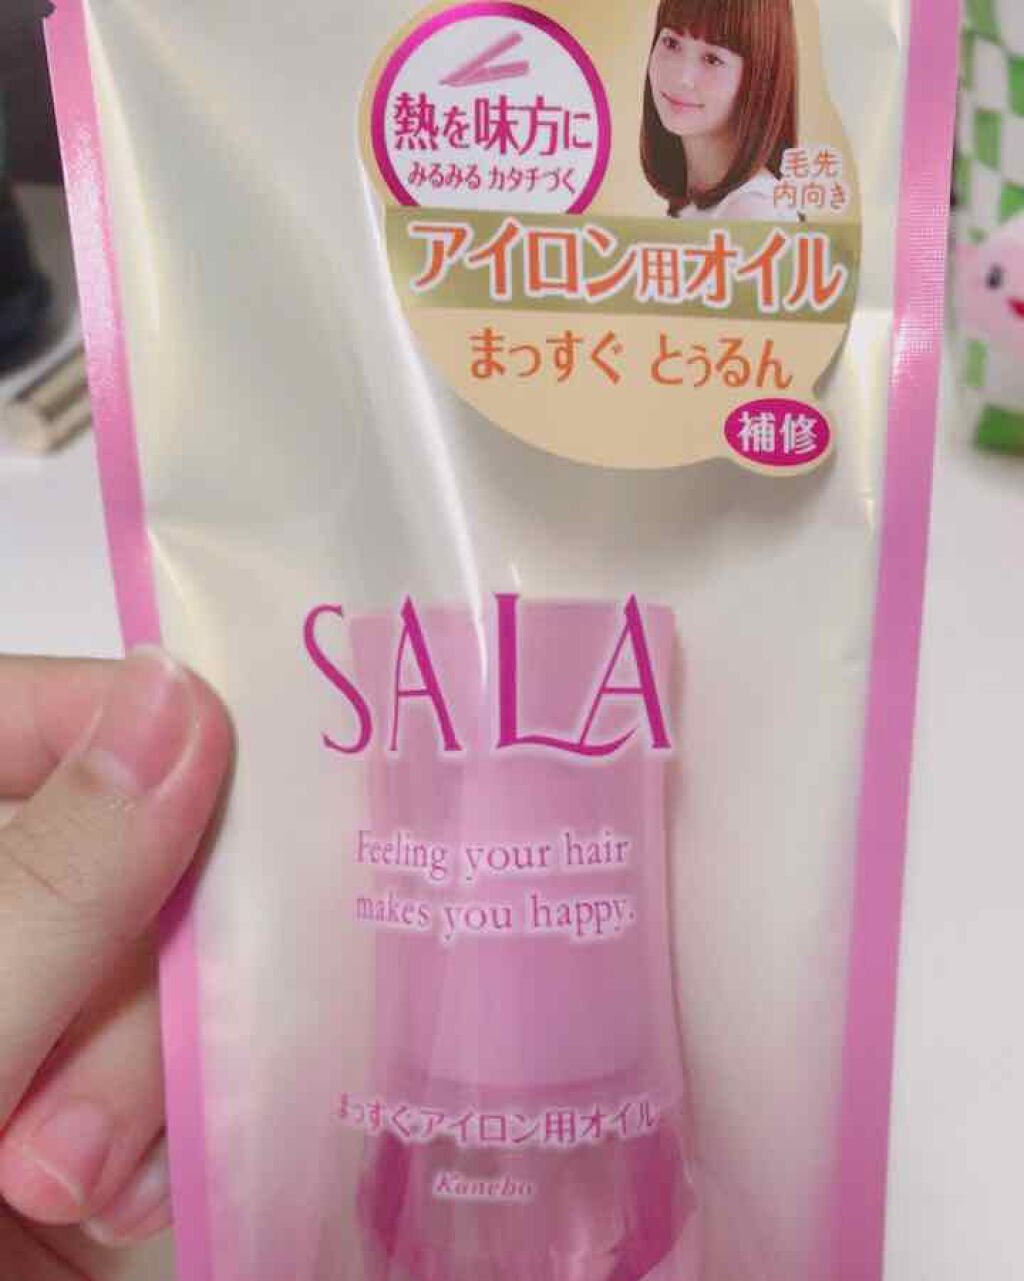 熱を味方に
みるみる カタチづく
毛先
内向き
アイロン用オイル
まっすぐ とぅるん
補修
SALA
Feeling your hair
makes you happy.
まっすぐアイロン用オイル
Kanebo